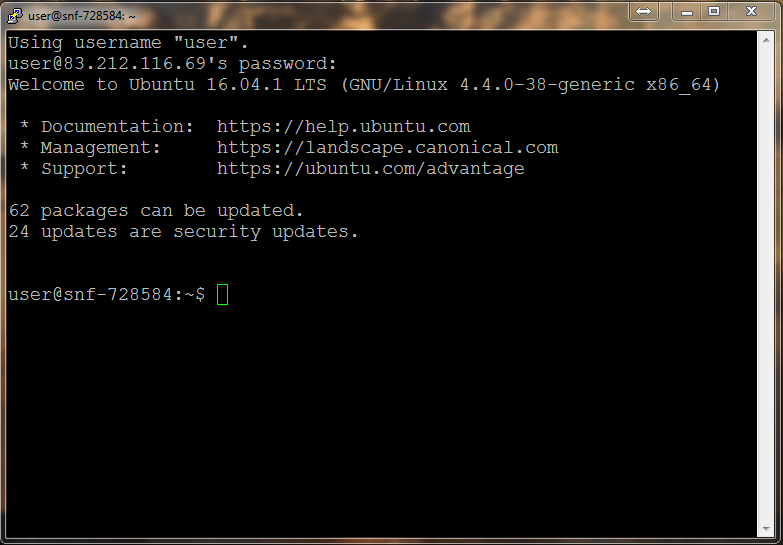 user@snf-728584: ~
Using username "user".
user@83.212.116.69's password:
Welcome to Ubuntu 16.04.1 LTS (GNU/Linux 4.4.0-38-generic x86_64)
* Documentation:  https://help.ubuntu.com
* Management:     https://landscape.canonical.com
* Support:        https://ubuntu.com/advantage
62 packages can be updated.
24 updates are security updates.
user@snf-728584:~$